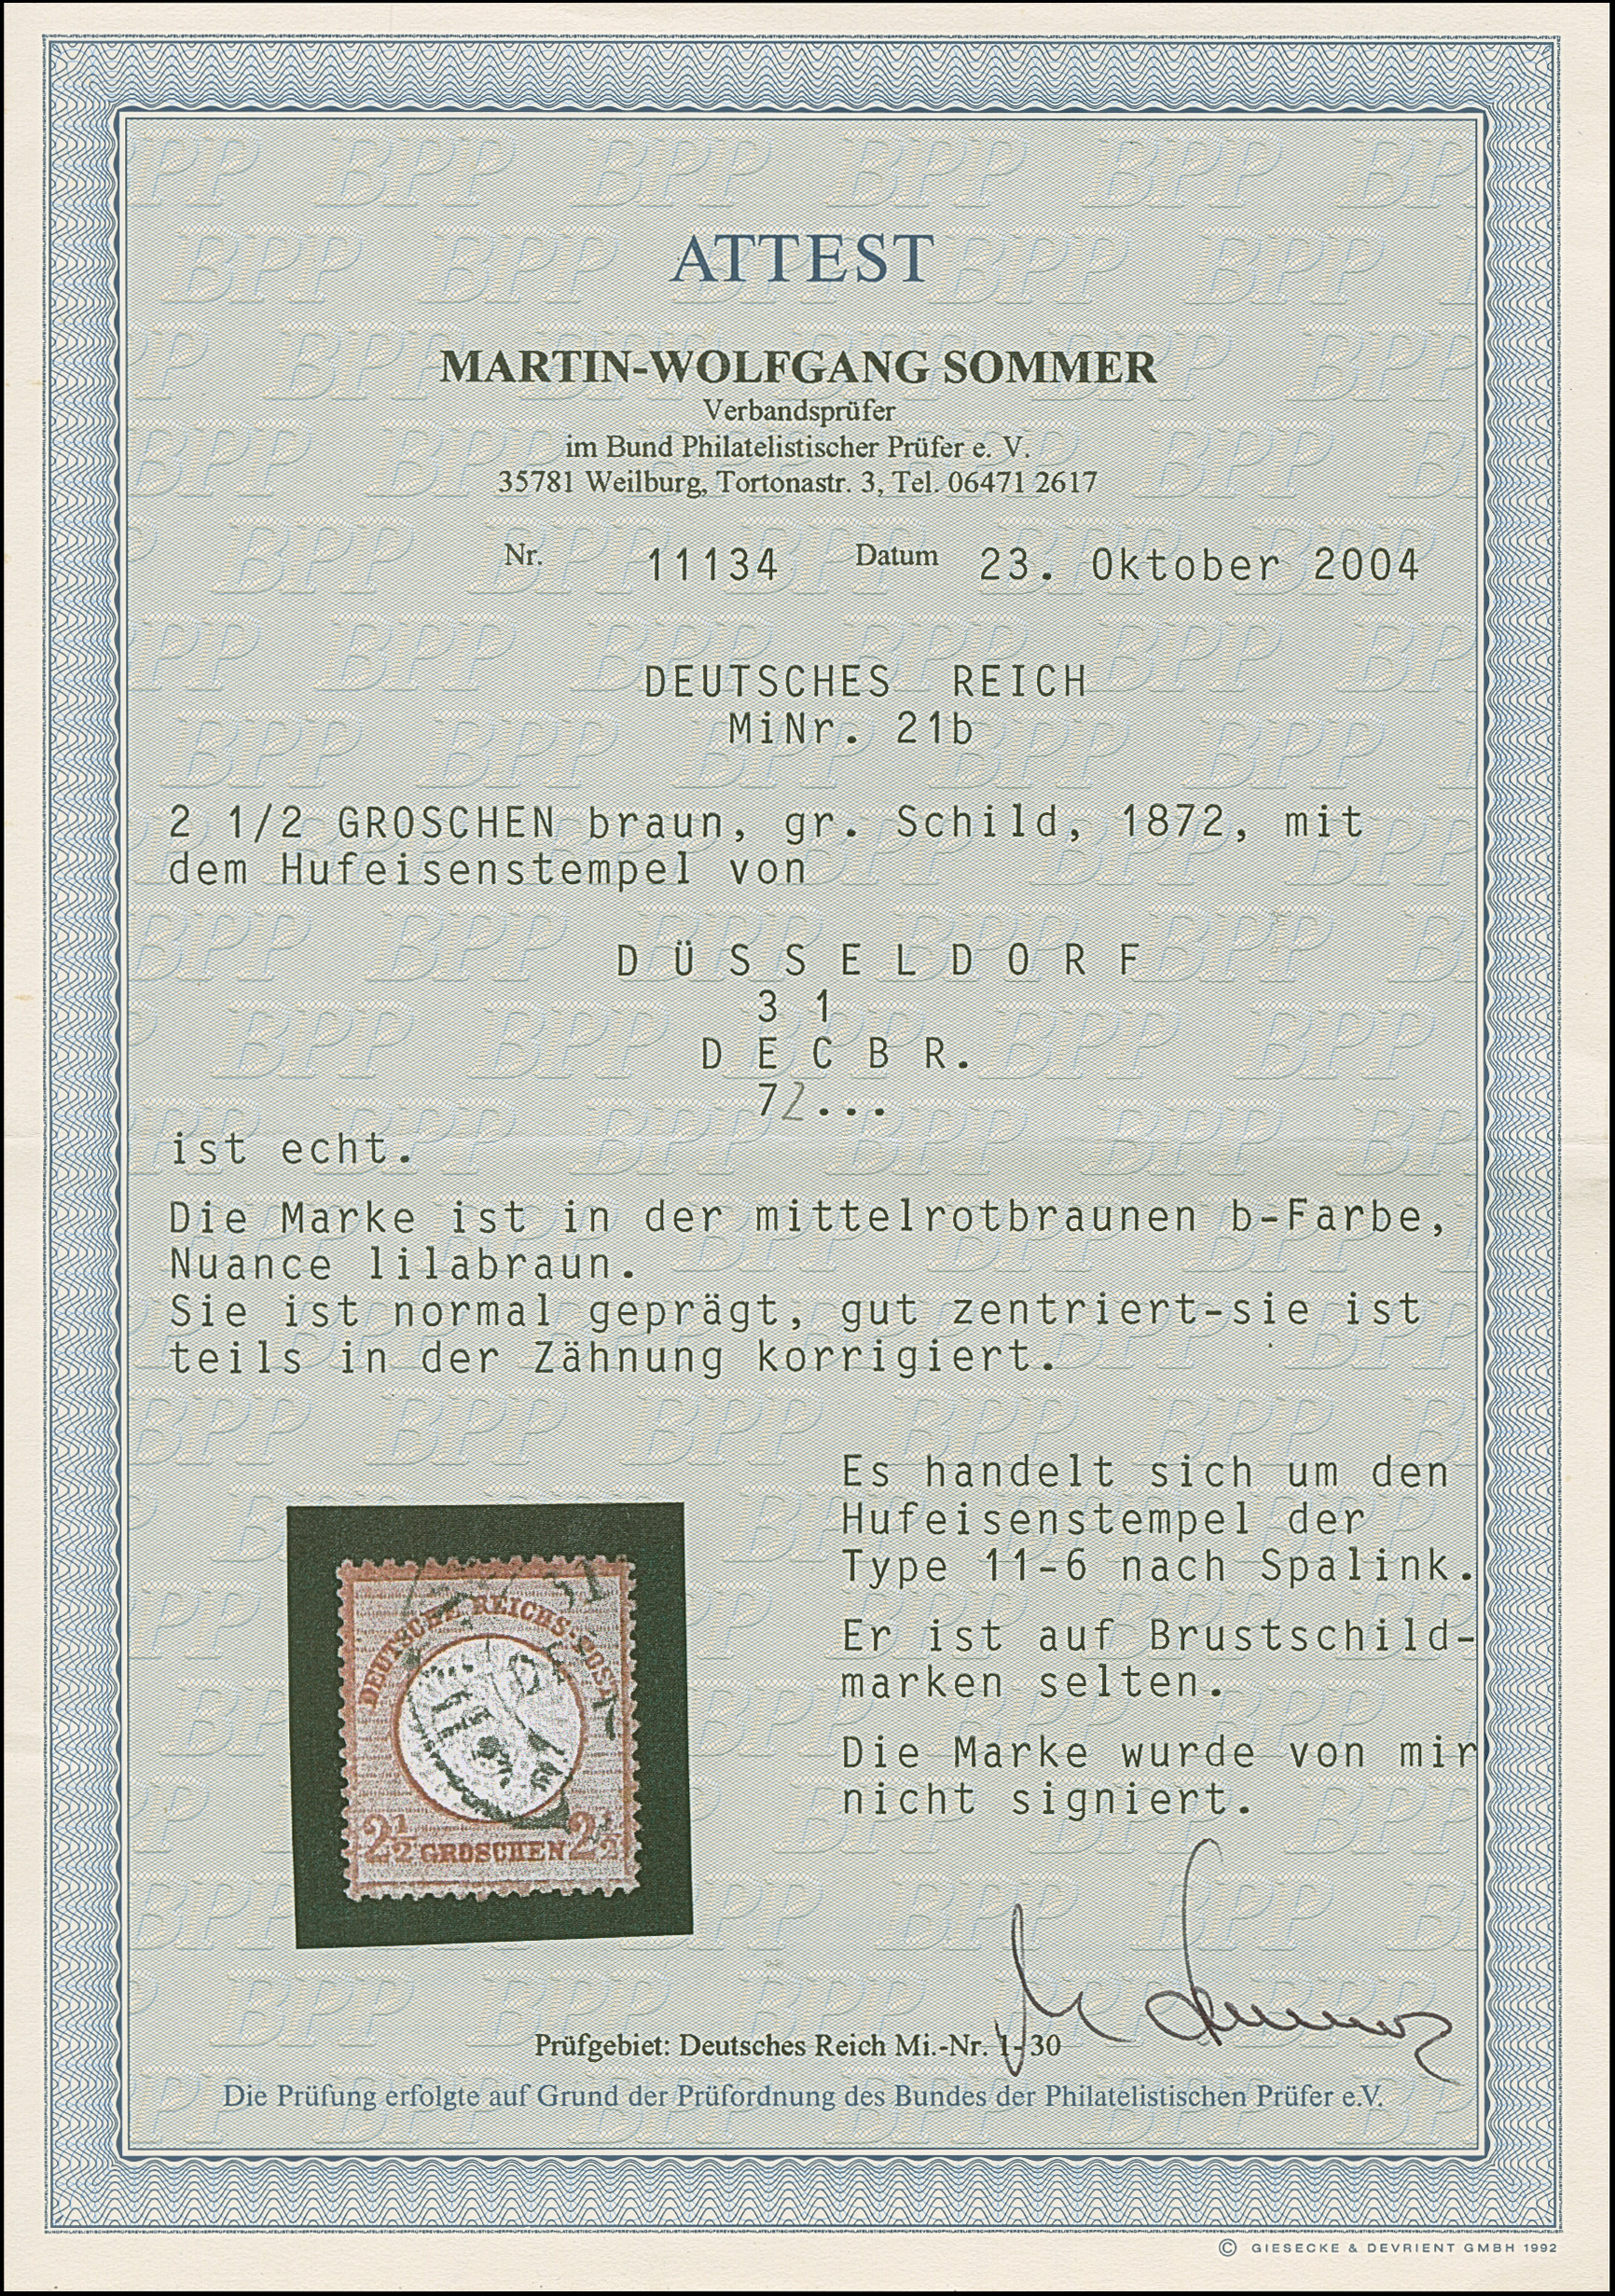 ATTEST
MARTIN-WOLFGANG SOMMER
Verbandsprüfer
im Bund Philatelistischer Prüfer e. V.
35781 Weilburg, Tortonastr. 3, Tel. 06471 2617
Nr. 11134 Datum 23. Oktober 2004
DEUTSCHES REICH
MiNr. 21b
2 1/2 GROSCHEN braun, gr. Schild, 1872, mit
dem Hufeisenstempel von
D Ü S S E L D O R F
3 1
D E C B R.
72...
ist echt.
Die Marke ist in der mittelrotbraunen b-Farbe,
Nuance lilabraun.
Sie ist normal geprägt, gut zentriert-sie ist
teils in der Zähnung korrigiert.
Es handelt sich um den
Hufeisenstempel der
Type 11-6 nach Spalink.
Er ist auf Brustschild-
marken selten.
Die Marke wurde von mir
nicht signiert.
DEUTSCHE REICHS-POST
2 1/2 GROSCHEN 2 1/2
Prüfgebiet: Deutsches Reich Mi.-Nr. 1-30
Die Prüfung erfolgte auf Grund der Prüfordnung des Bundes der Philatelistischen Prüfer e.V.
© GIESECKE & DEVRIENT GMBH 1992